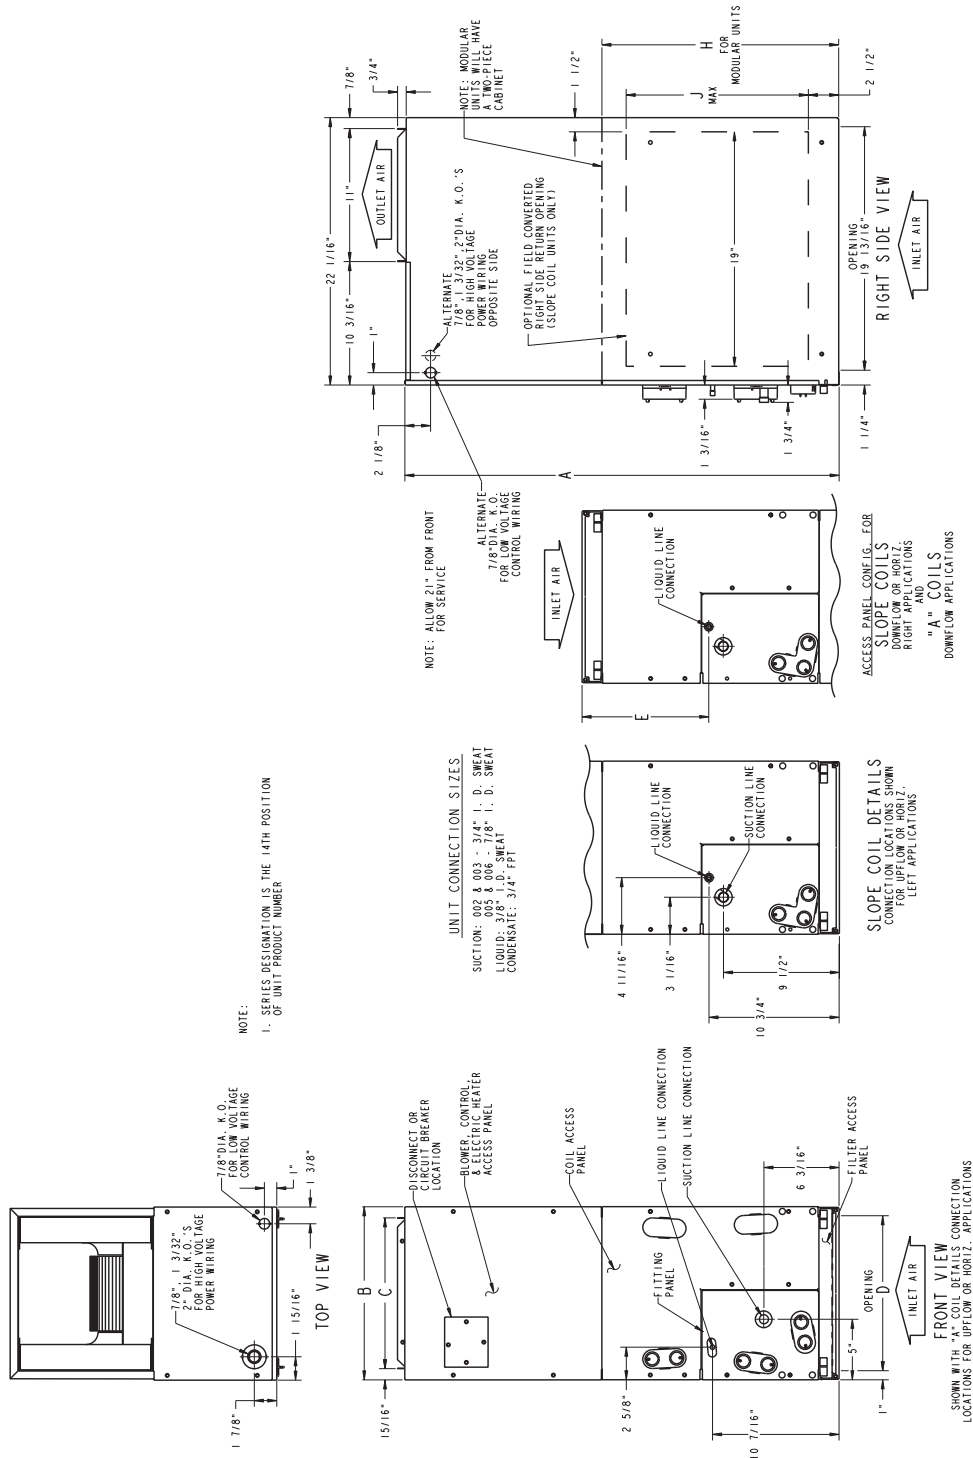 7/8", 1 3/32"
2" DIA. K.O.'S
FOR HIGH VOLTAGE
POWER WIRING
7/8"DIA. K.O.
FOR LOW VOLTAGE
CONTROL WIRING
1 7/8"
1 15/16"
1"
1 3/8"
TOP VIEW
NOTE:
1. SERIES DESIGNATION IS THE 14TH POSITION
OF UNIT PRODUCT NUMBER
B
C
15/16"
DISCONNECT OR
CIRCUIT BREAKER
LOCATION
BLOWER, CONTROL,
& ELECTRIC HEATER
ACCESS PANEL
COIL ACCESS
PANEL
FITTING
PANEL
LIQUID LINE CONNECTION
SUCTION LINE CONNECTION
2 5/8"
10 7/16"
6 3/16"
FILTER ACCESS
PANEL
5"
1"
OPENING
D
INLET AIR
FRONT VIEW
SHOWN WITH "A" COIL DETAILS CONNECTION
LOCATIONS FOR UPFLOW OR HORIZ. APPLICATIONS
UNIT CONNECTION SIZES
SUCTION: 002 & 003 - 3/4" I. D. SWEAT
005 & 006 - 7/8" I. D. SWEAT
LIQUID: 3/8" I.D. SWEAT
CONDENSATE: 3/4" FPT
4 11/16"
3 1/16"
LIQUID LINE
CONNECTION
SUCTION LINE
CONNECTION
9 1/2"
10 3/4"
SLOPE COIL DETAILS
CONNECTION LOCATIONS SHOWN
FOR UPFLOW OR HORIZ.
LEFT APPLICATIONS
NOTE: ALLOW 21" FROM FRONT
FOR SERVICE
INLET AIR
E
LIQUID LINE
CONNECTION
ACCESS PANEL CONFIG. FOR
SLOPE COILS
DOWNFLOW OR HORIZ.
RIGHT APPLICATIONS
AND
"A" COILS
DOWNFLOW APPLICATIONS
22 1/16"
10 3/16"
11"
7/8"
3/4"
1"
2 1/8"
OUTLET AIR
A
ALTERNATE
7/8"DIA. K.O.
FOR LOW VOLTAGE
CONTROL WIRING
ALTERNATE
7/8",1 3/32",2"DIA. K.O.'S
FOR HIGH VOLTAGE
POWER WIRING
OPPOSITE SIDE
NOTE: MODULAR
UNITS WILL HAVE
A TWO-PIECE
CABINET
OPTIONAL FIELD CONVERTED
RIGHT SIDE RETURN OPENING
(SLOPE COIL UNITS ONLY)
1 1/2"
19"
H
FOR
MODULAR UNITS
J
MAX
2 1/2"
1 3/16"
1 3/4"
1 1/4"
OPENING
19 13/16"
RIGHT SIDE VIEW
INLET AIR